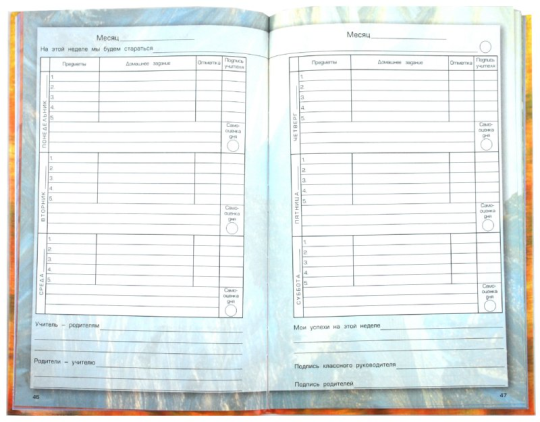 Месяц
На этой неделе мы будем стараться
Предметы Домашнее задание Отметка Подпись учителя
ПОНЕДЕЛЬНИК
1.
2.
3.
4.
5.
Само-
оценка
дня
ВТОРНИК
1.
2.
3.
4.
5.
Само-
оценка
дня
СРЕДА
1.
2.
3.
4.
5.
Само-
оценка
дня
Учитель – родителям
Родители – учителю
46
Месяц
Предметы Домашнее задание Отметка Подпись учителя
ЧЕТВЕРГ
1.
2.
3.
4.
5.
Само-
оценка
дня
ПЯТНИЦА
1.
2.
3.
4.
5.
Само-
оценка
дня
СУББОТА
1.
2.
3.
4.
5.
Само-
оценка
дня
Мои успехи на этой неделе
Подпись классного руководителя
Подпись родителей
47